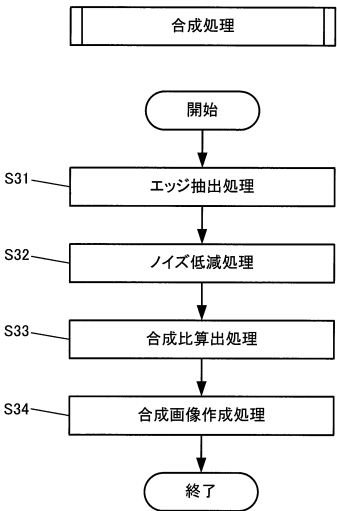 合成処理
開始
S31 エッジ抽出処理
S32 ノイズ低減処理
S33 合成比算出処理
S34 合成画像作成処理
終了